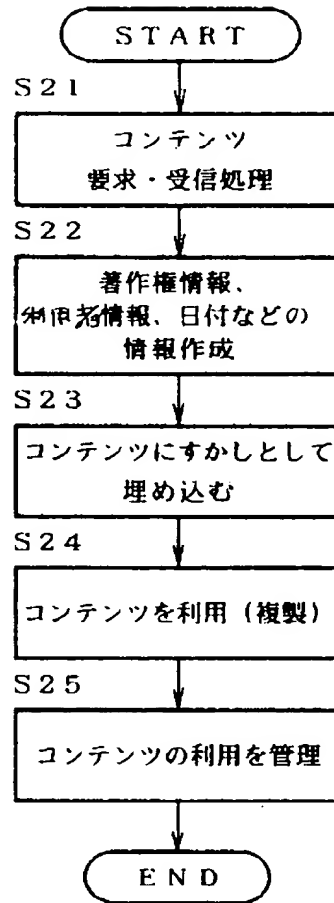 START
S21
コンテンツ
要求・受信処理
S22
著作権情報、
利用者情報、日付などの
情報作成
S23
コンテンツにすかしとして
埋め込む
S24
コンテンツを利用（複製）
S25
コンテンツの利用を管理
END